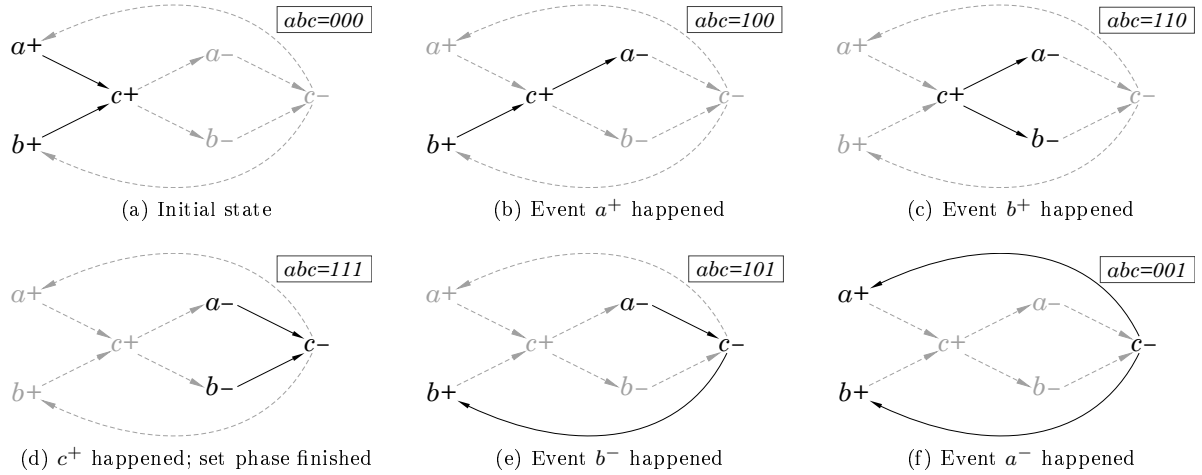 abc=000
a+
a−
c+
c−
b+
b−
(a) Initial state
abc=100
a+
a−
c+
c−
b+
b−
(b) Event a⁺ happened
abc=110
a+
a−
c+
c−
b+
b−
(c) Event b⁺ happened
abc=111
a+
a−
c+
c−
b+
b−
(d) c⁺ happened; set phase finished
abc=101
a+
a−
c+
c−
b+
b−
(e) Event b⁻ happened
abc=001
a+
a−
c+
c−
b+
b−
(f) Event a⁻ happened